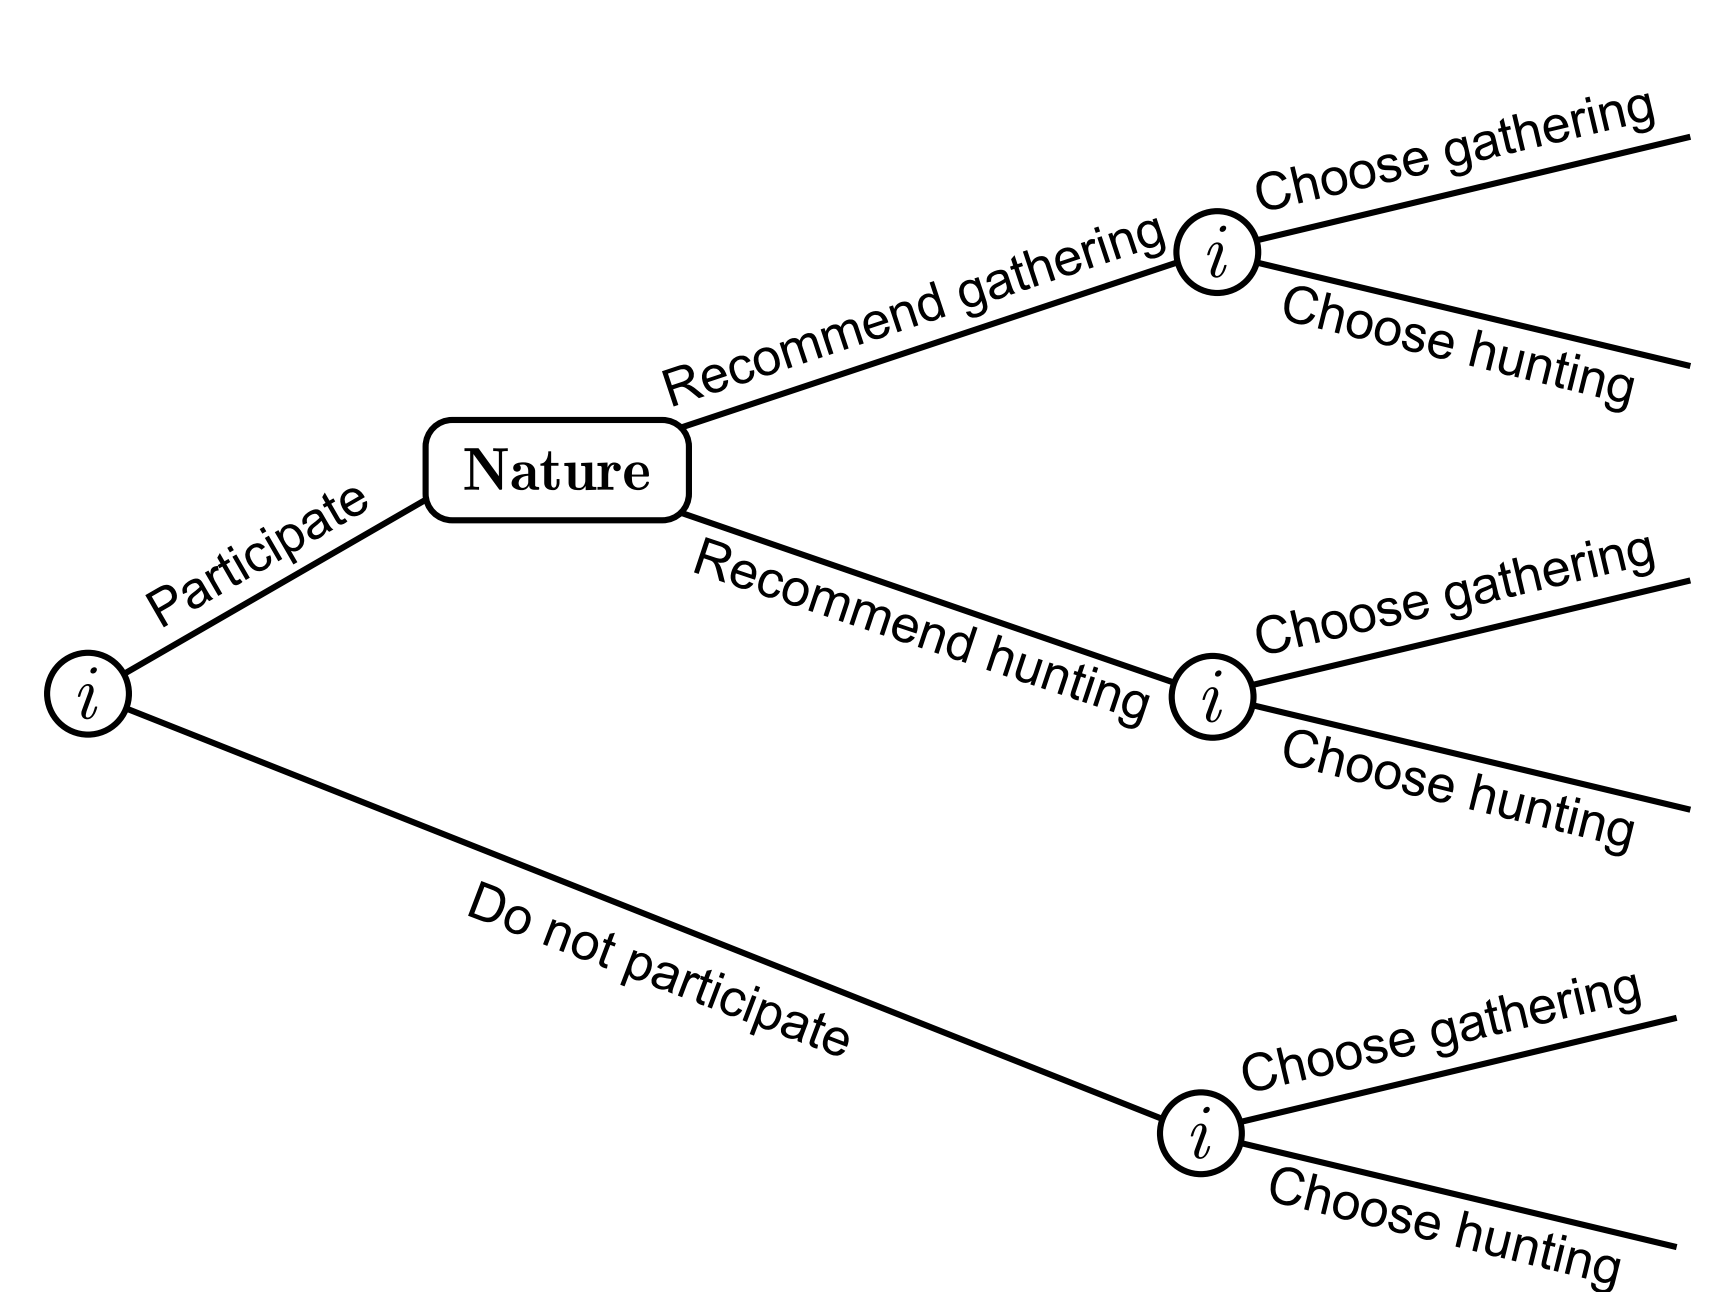 Choose gathering
Recommend gathering
i
Choose hunting
Nature
Participate
Recommend hunting
Choose gathering
i
i
Choose hunting
Do not participate
Choose gathering
i
Choose hunting